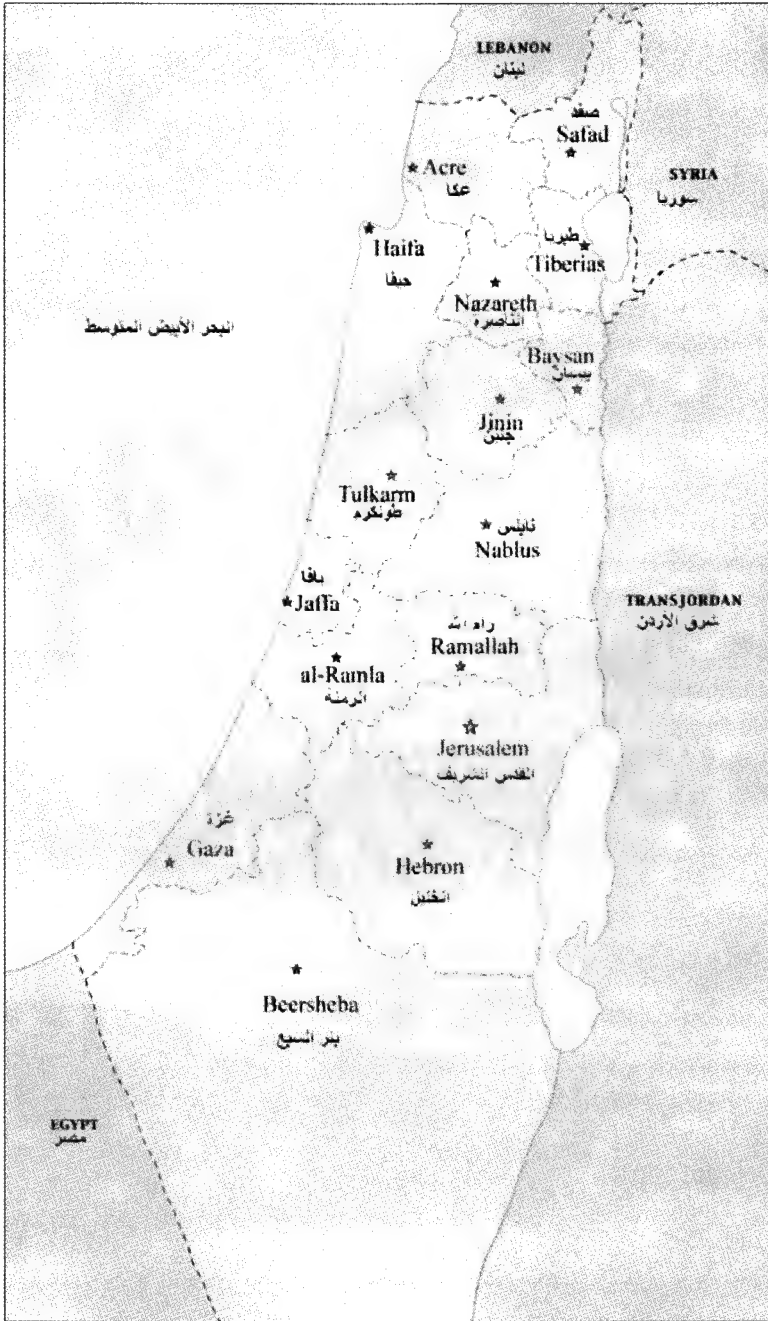 LEBANON
لبنان
صفد
Safad
Acre
عكا
SYRIA
سوريا
Haifa
حيفا
طبريا
Tiberias
Nazareth
الناصره
البحر الأبيض المتوسط
Baysan
بيسان
Jinin
جنين
Tulkarm
طولكرم
نابلس
Nablus
يافا
Jaffa
TRANSJORDAN
شرق الأردن
رام الله
Ramallah
al-Ramla
الرمله
Jerusalem
القدس الشريف
غزة
Gaza
Hebron
الخليل
Beersheba
بئر السبع
EGYPT
مصر